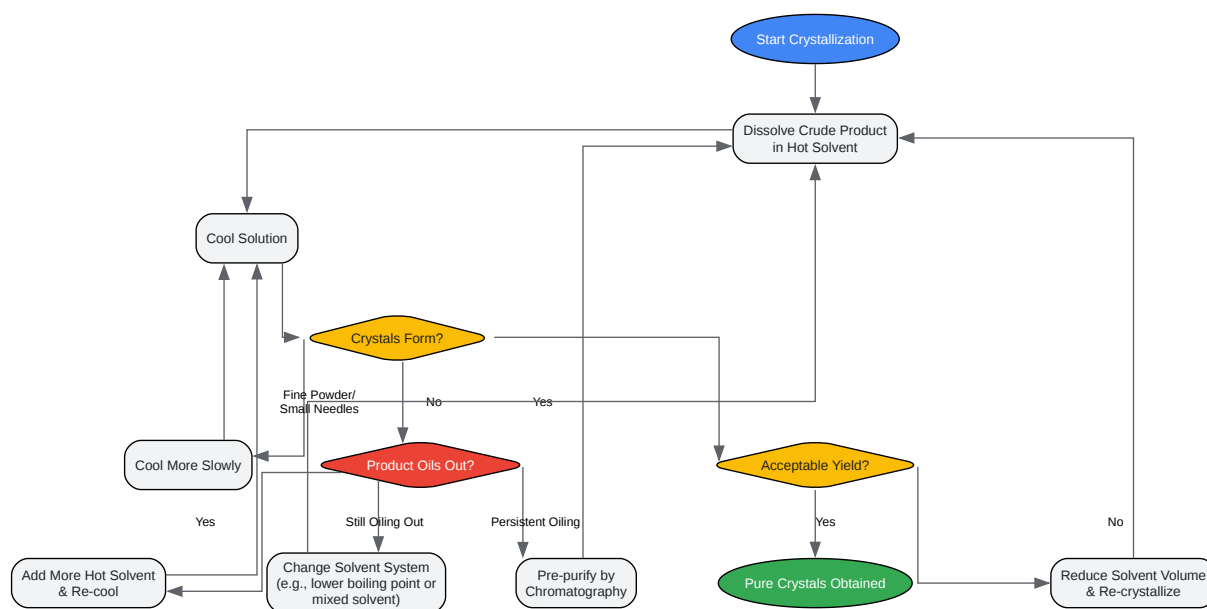 Start Crystallization
Dissolve Crude Product
in Hot Solvent
Cool Solution
Crystals Form?
Fine Powder/
Small Needles
No
Yes
Cool More Slowly
Product Oils Out?
Acceptable Yield?
Yes
Still Oiling Out
Persistent Oiling
Yes
No
Add More Hot Solvent
& Re-cool
Change Solvent System
(e.g., lower boiling point or
mixed solvent)
Pre-purify by
Chromatography
Pure Crystals Obtained
Reduce Solvent Volume
& Re-crystallize